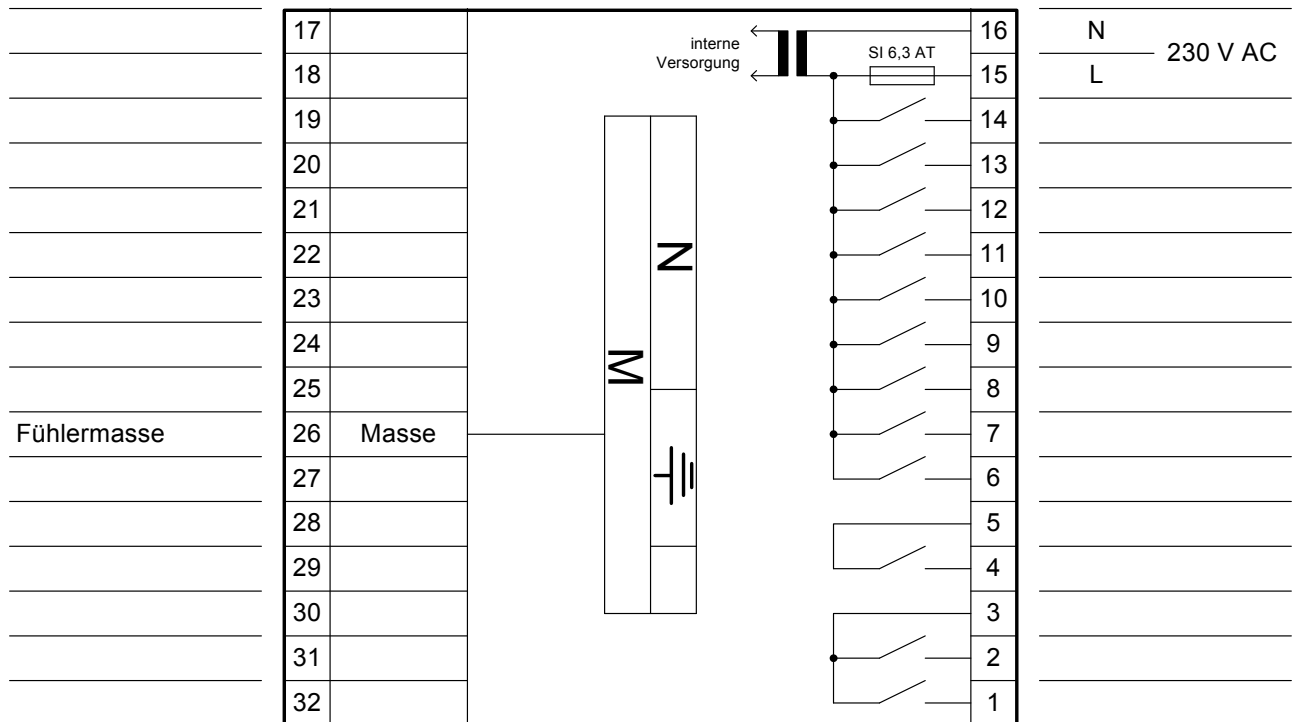 17 interne Versorgung SI 6,3 AT 16 N
230 V AC
18 15 L
19 14
20 13
21 12
22 N 11
23 10
24 M 9
25 8
Fühlermasse 26 Masse 7
27 6
28 5
29 4
30 3
31 2
32 1